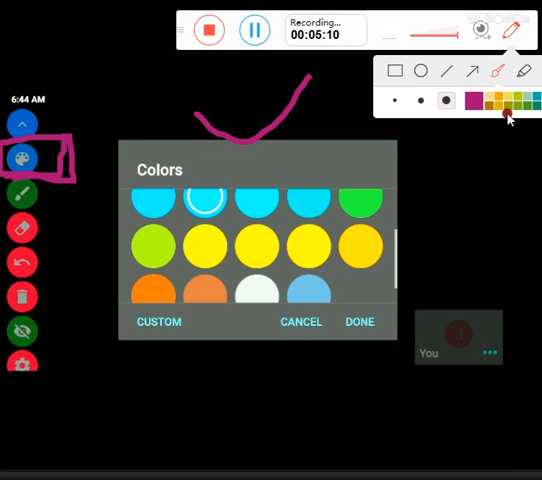 Recording...
00:05:10
6:44 AM
Colors
CUSTOM
CANCEL
DONE
J
You